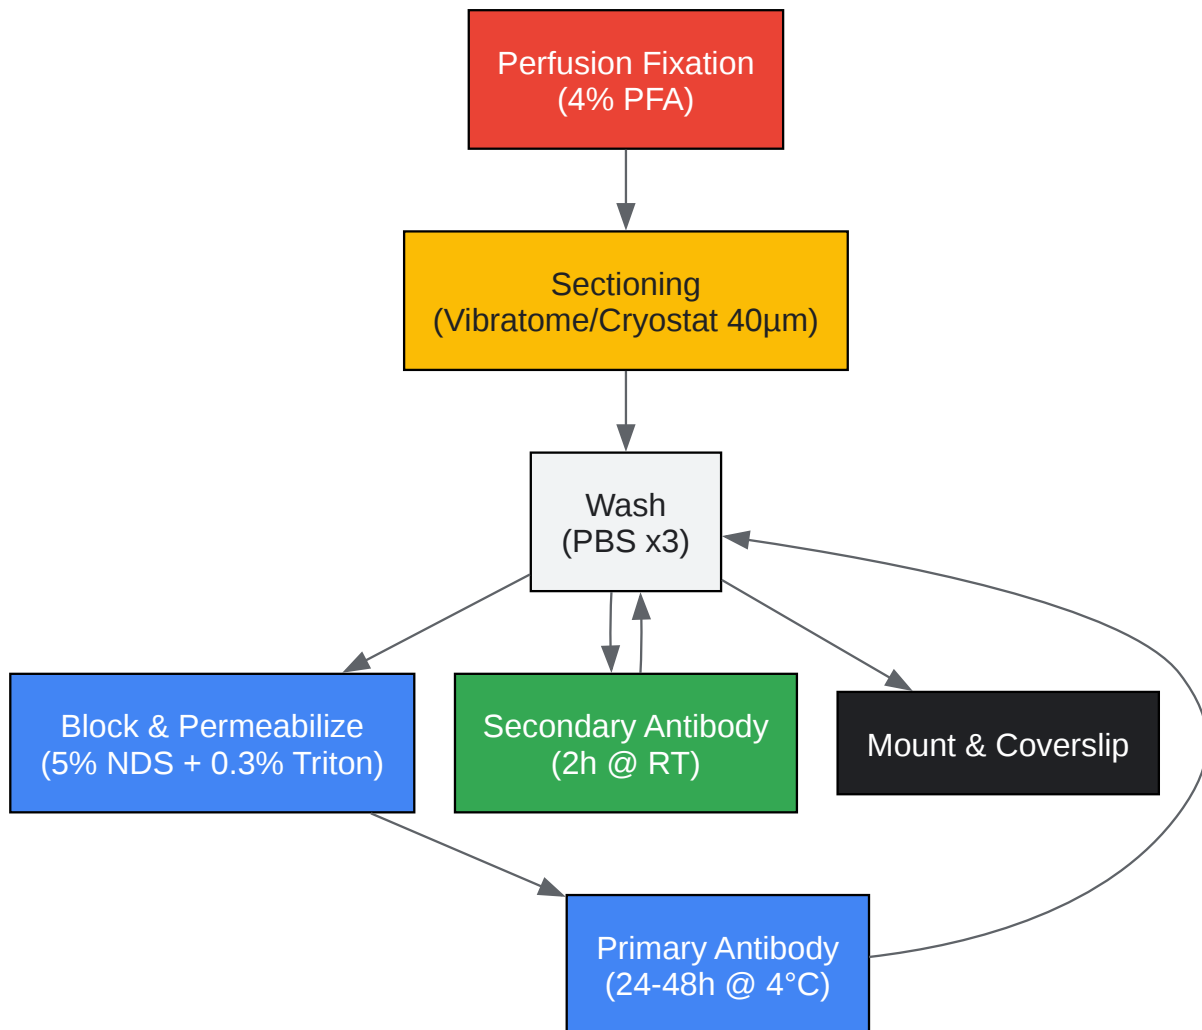 Perfusion Fixation
(4% PFA)
Sectioning
(Vibratome/Cryostat 40µm)
Wash
(PBS x3)
Block & Permeabilize
(5% NDS + 0.3% Triton)
Secondary Antibody
(2h @ RT)
Mount & Coverslip
Primary Antibody
(24-48h @ 4°C)